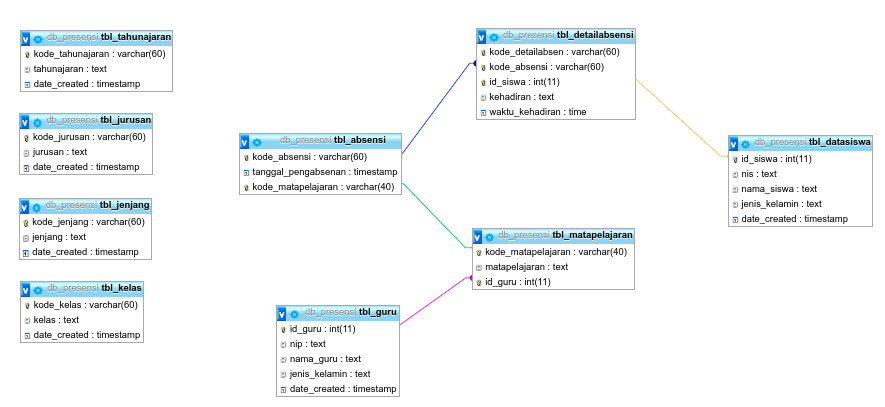 db_presensi tbl_tahunajaran
kode_tahunajaran : varchar(60)
tahunajaran : text
date_created : timestamp
db_presensi tbl_jurusan
kode_jurusan : varchar(60)
jurusan : text
date_created : timestamp
db_presensi tbl_jenjang
kode_jenjang : varchar(60)
jenjang : text
date_created : timestamp
db_presensi tbl_kelas
kode_kelas : varchar(60)
kelas : text
date_created : timestamp
db_presensi tbl_absensi
kode_absensi : varchar(60)
tanggal_pengabsenan : timestamp
kode_matapelajaran : varchar(40)
db_presensi tbl_guru
id_guru : int(11)
nip : text
nama_guru : text
jenis_kelamin : text
date_created : timestamp
db_presensi tbl_detailabsensi
kode_detailabsen : varchar(60)
kode_absensi : varchar(60)
id_siswa : int(11)
kehadiran : text
waktu_kehadiran : time
db_presensi tbl_matapelajaran
kode_matapelajaran : varchar(40)
matapelajaran : text
id_guru : int(11)
db_presensi tbl_datasiswa
id_siswa : int(11)
nis : text
nama_siswa : text
jenis_kelamin : text
date_created : timestamp